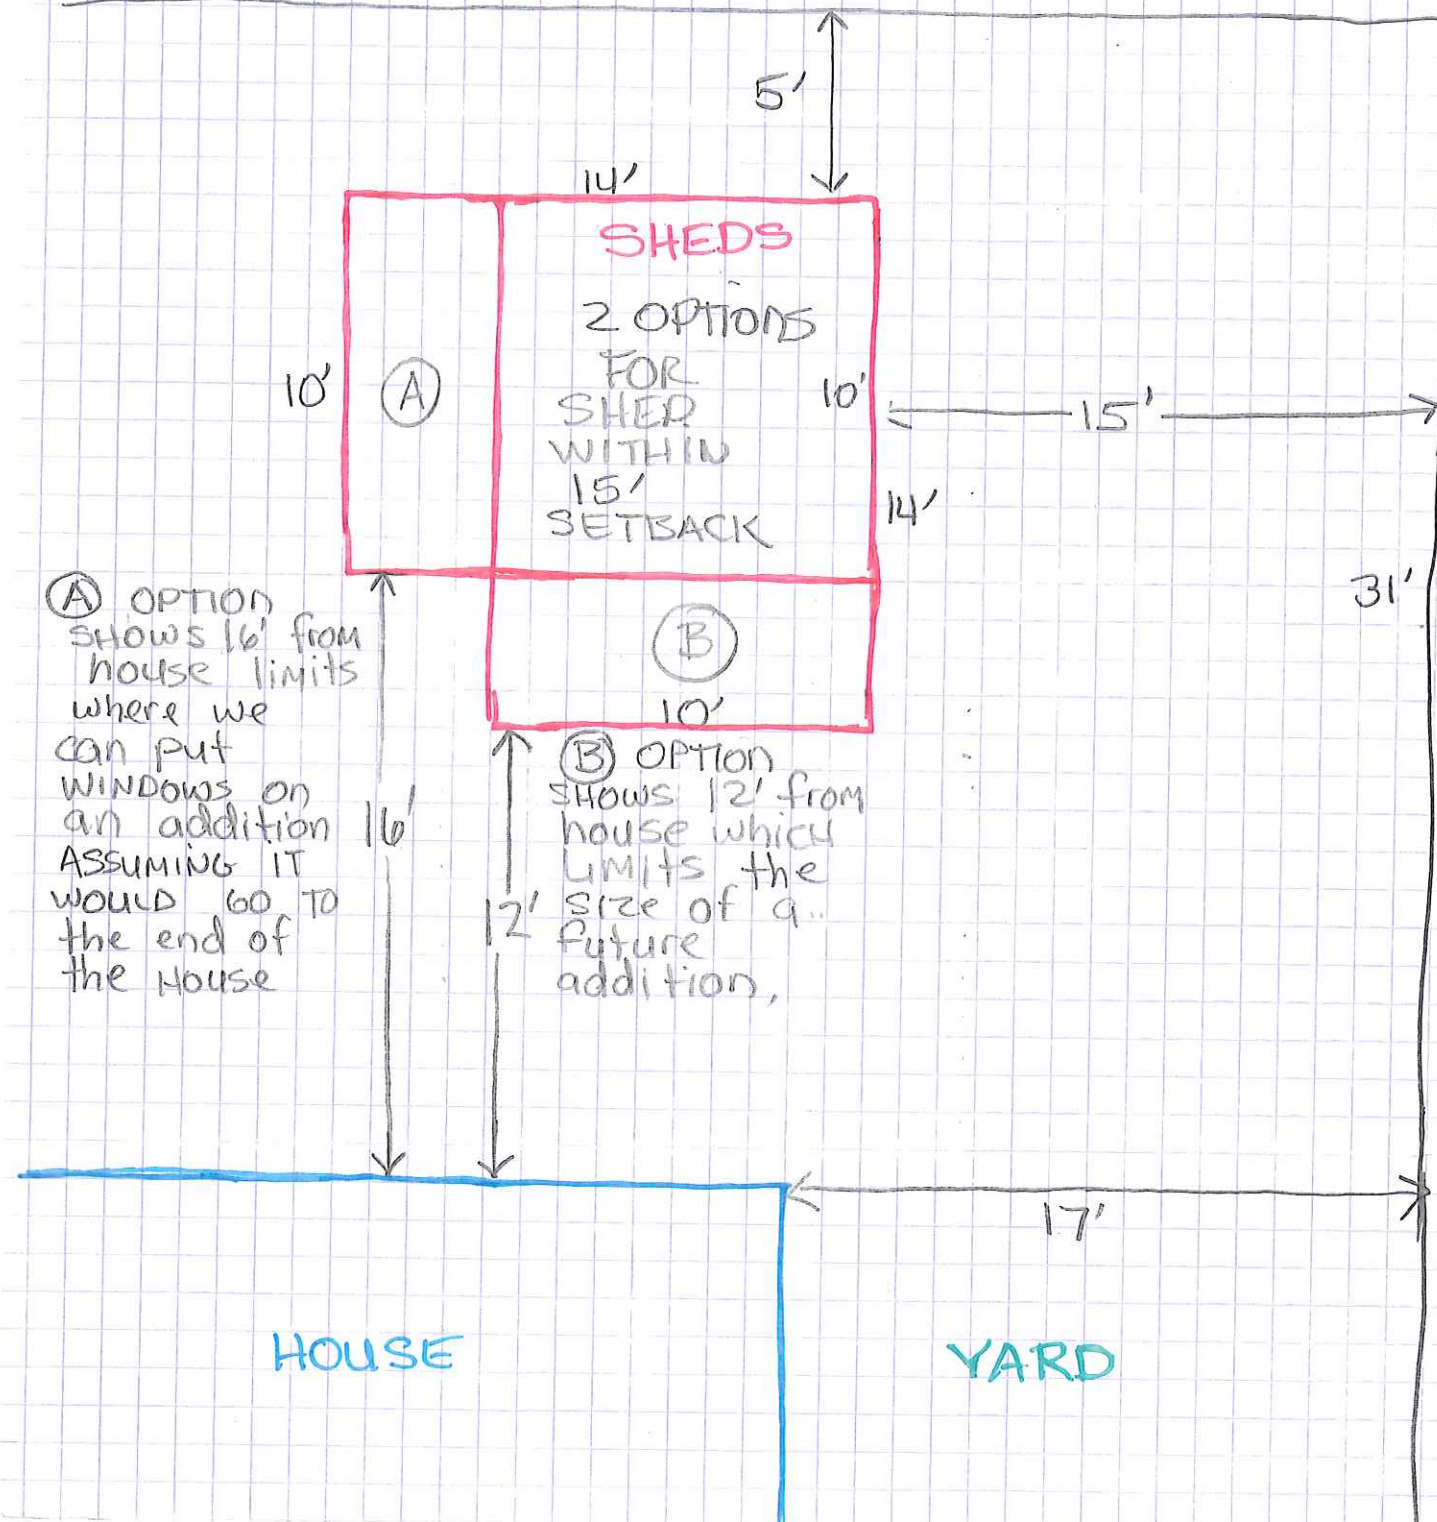 5'
14'
SHEDS
2 OPTIONS
FOR
SHED
WITHIN
15'
SETBACK
10'
A
10'
15'
14'
31'
A OPTION
SHOWS 16' from
house limits
where we
can put
WINDOWS on
an addition
ASSUMING IT
WOULD GO TO
the end of
the House
16'
B
10'
B OPTION
SHOWS 12' from
house which
LIMITS the
size of a
future
addition.
12'
17'
HOUSE
YARD